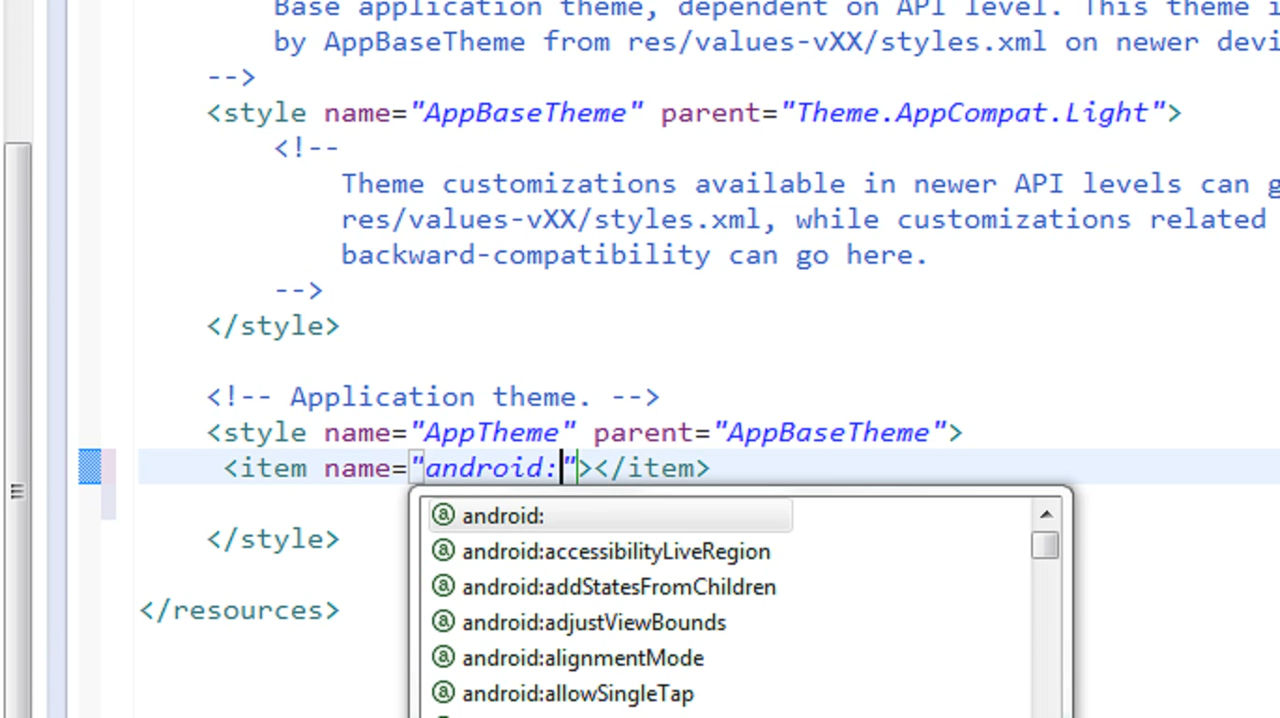 Base application theme, dependent on API level. This theme
by AppBaseTheme from res/values-vXX/styles.xml on newer
-->
<style name="AppBaseTheme" parent="Theme.AppCompat.Light">
<!--
Theme customizations available in newer API levels can
res/values-vXX/styles.xml, while customizations related
backward-compatibility can go here.
-->
</style>
<!-- Application theme. -->
<style name="AppTheme" parent="AppBaseTheme">
<item name="android:"></item>
android:
android:accessibilityLiveRegion
android:addStatesFromChildren
android:adjustViewBounds
android:alignmentMode
android:allowSingleTap
</style>
</resources>